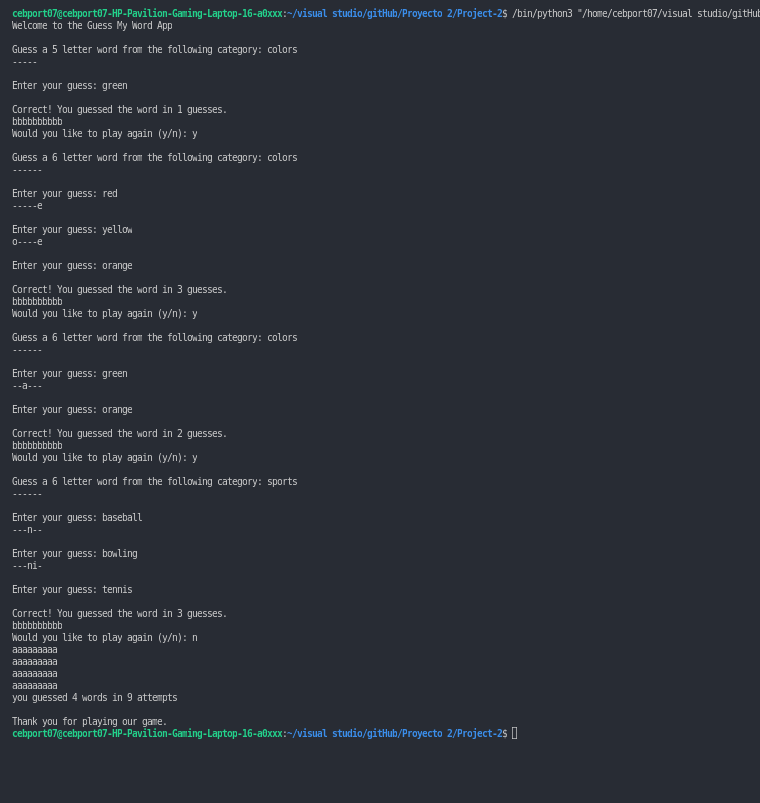 cebport07@cebport07-HP-Pavilion-Gaming-Laptop-16-a0xxx:~/visual studio/gitHub/Proyecto 2/Project-2$ /bin/python3 "/home/cebport07/visual studio/gitHub
Welcome to the Guess My Word App
Guess a 5 letter word from the following category: colors
-----
Enter your guess: green
Correct! You guessed the word in 1 guesses.
bbbbbbbbbb
Would you like to play again (y/n): y
Guess a 6 letter word from the following category: colors
------
Enter your guess: red
-----e
Enter your guess: yellow
o----e
Enter your guess: orange
Correct! You guessed the word in 3 guesses.
bbbbbbbbbb
Would you like to play again (y/n): y
Guess a 6 letter word from the following category: colors
------
Enter your guess: green
--a---
Enter your guess: orange
Correct! You guessed the word in 2 guesses.
bbbbbbbbbb
Would you like to play again (y/n): y
Guess a 6 letter word from the following category: sports
------
Enter your guess: baseball
---n--
Enter your guess: bowling
---ni-
Enter your guess: tennis
Correct! You guessed the word in 3 guesses.
bbbbbbbbbb
Would you like to play again (y/n): n
aaaaaaaaa
aaaaaaaaa
aaaaaaaaa
aaaaaaaaa
you guessed 4 words in 9 attempts
Thank you for playing our game.
cebport07@cebport07-HP-Pavilion-Gaming-Laptop-16-a0xxx:~/visual studio/gitHub/Proyecto 2/Project-2$